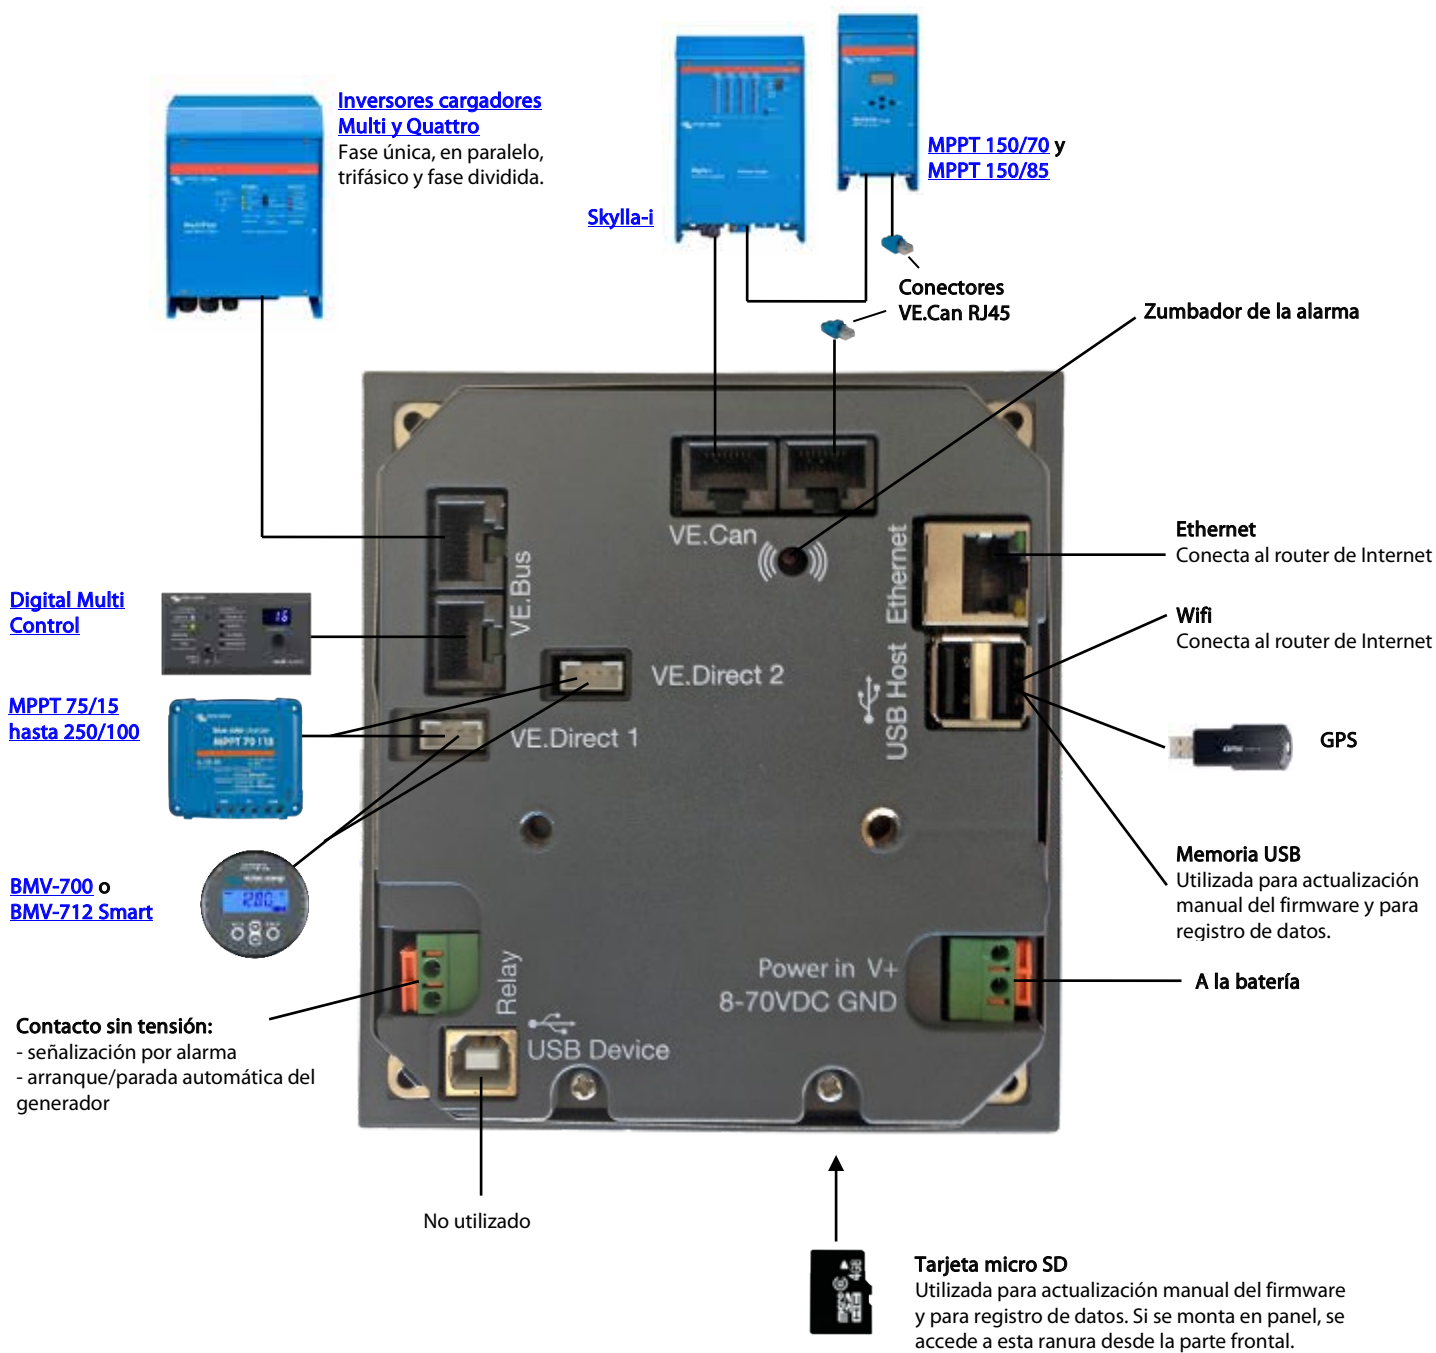 Inversores cargadores
Multi y Quattro
Fase única, en paralelo,
trifásico y fase dividida.
Skylla-i
MPPT 150/70 y
MPPT 150/85
Conectores
VE.Can RJ45
Zumbador de la alarma
VE.Can
VE.Bus
Ethernet
USB Host
Ethernet
Conecta al router de Internet
Wifi
Conecta al router de Internet
Digital Multi
Control
16
VE.Direct 2
VE.Direct 1
MPPT 75/15
hasta 250/100
MPPT 70 | 15
GPS
BMV-700 o
BMV-712 Smart
Memoria USB
Utilizada para actualización
manual del firmware y para
registro de datos.
Power in V+
8-70VDC GND
A la batería
Relay
USB Device
Contacto sin tensión:
- señalización por alarma
- arranque/parada automática del
generador
No utilizado
4GB
Tarjeta micro SD
Utilizada para actualización manual del firmware
y para registro de datos. Si se monta en panel, se
accede a esta ranura desde la parte frontal.